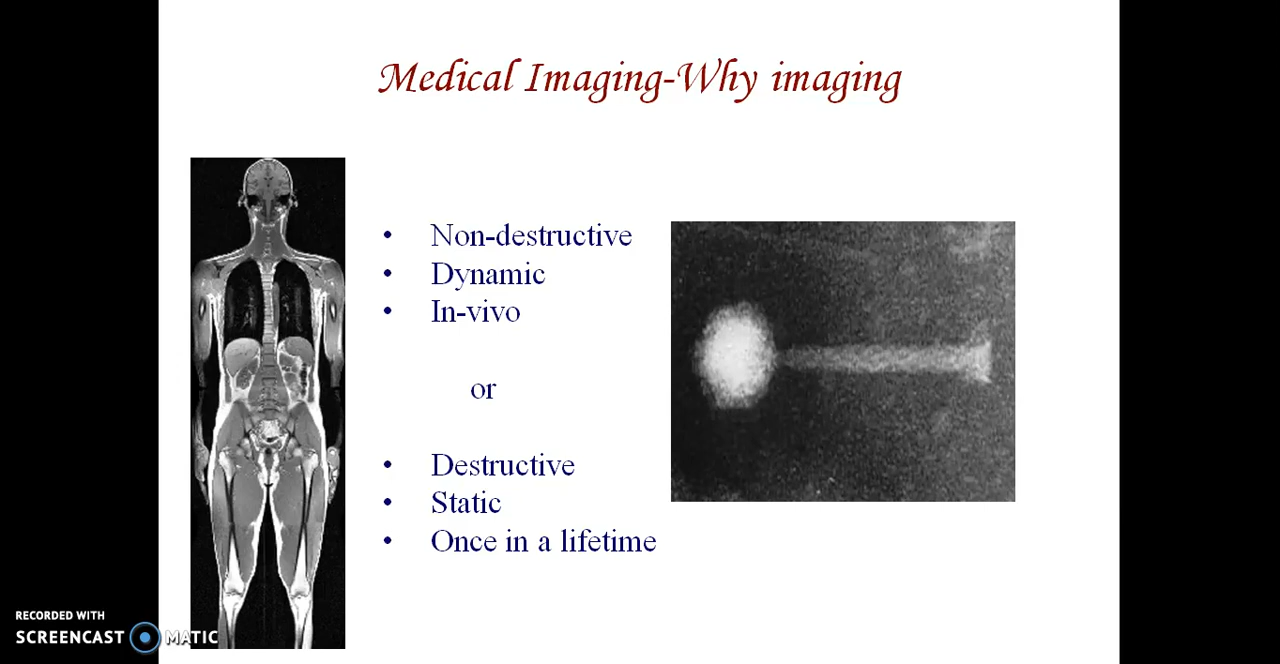 Medical Imaging-Why imaging
• Non-destructive
• Dynamic
• In-vivo
or
• Destructive
• Static
• Once in a lifetime
RECORDED WITH
SCREENCAST MATIC